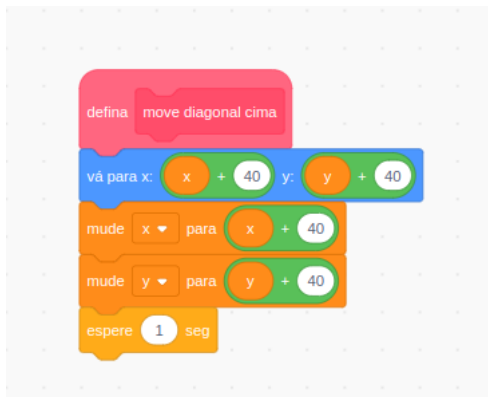 defina move diagonal cima
vá para x: x + 40 y: y + 40
mude x para x + 40
mude y para y + 40
espere 1 seg